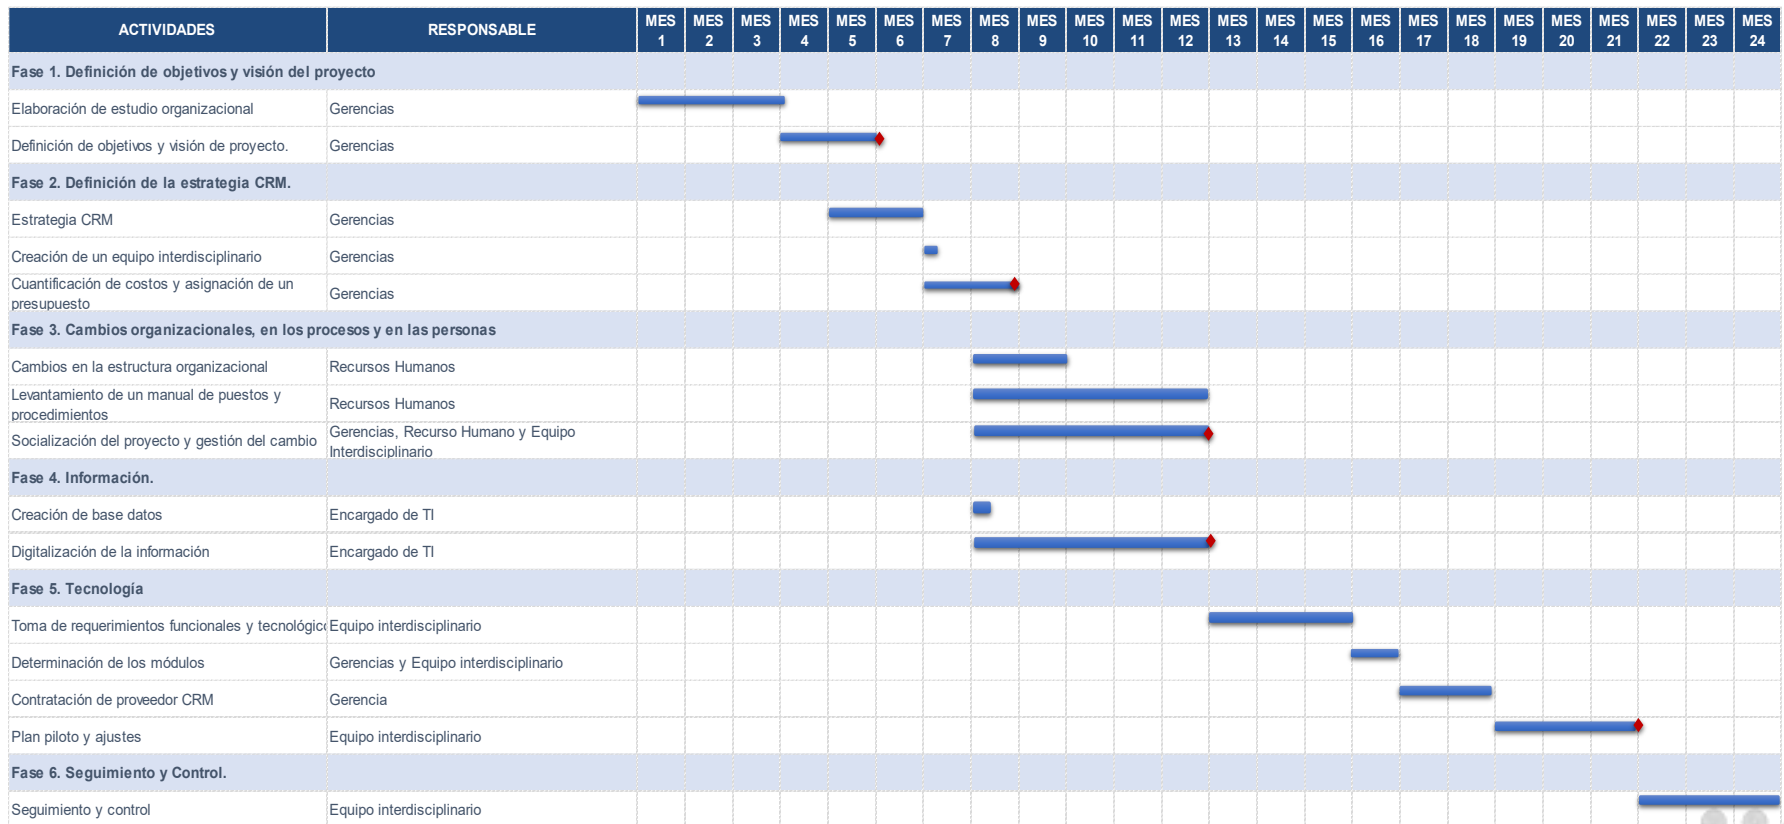 ACTIVIDADES RESPONSABLE MES 1 MES 2 MES 3 MES 4 MES 5 MES 6 MES 7 MES 8 MES 9 MES 10 MES 11 MES 12 MES 13 MES 14 MES 15 MES 16 MES 17 MES 18 MES 19 MES 20 MES 21 MES 22 MES 23 MES 24
Fase 1. Definición de objetivos y visión del proyecto
Elaboración de estudio organizacional Gerencias
Definición de objetivos y visión de proyecto. Gerencias
Fase 2. Definición de la estrategia CRM.
Estrategia CRM Gerencias
Creación de un equipo interdisciplinario Gerencias
Cuantificación de costos y asignación de un
presupuesto Gerencias
Fase 3. Cambios organizacionales, en los procesos y en las personas
Cambios en la estructura organizacional Recursos Humanos
Levantamiento de un manual de puestos y
procedimientos Recursos Humanos
Socialización del proyecto y gestión del cambio Gerencias, Recurso Humano y Equipo
Interdisciplinario
Fase 4. Información.
Creación de base datos Encargado de TI
Digitalización de la información Encargado de TI
Fase 5. Tecnología
Toma de requerimientos funcionales y tecnológic Equipo interdisciplinario
Determinación de los módulos Gerencias y Equipo interdisciplinario
Contratación de proveedor CRM Gerencia
Plan piloto y ajustes Equipo interdisciplinario
Fase 6. Seguimiento y Control.
Seguimiento y control Equipo interdisciplinario